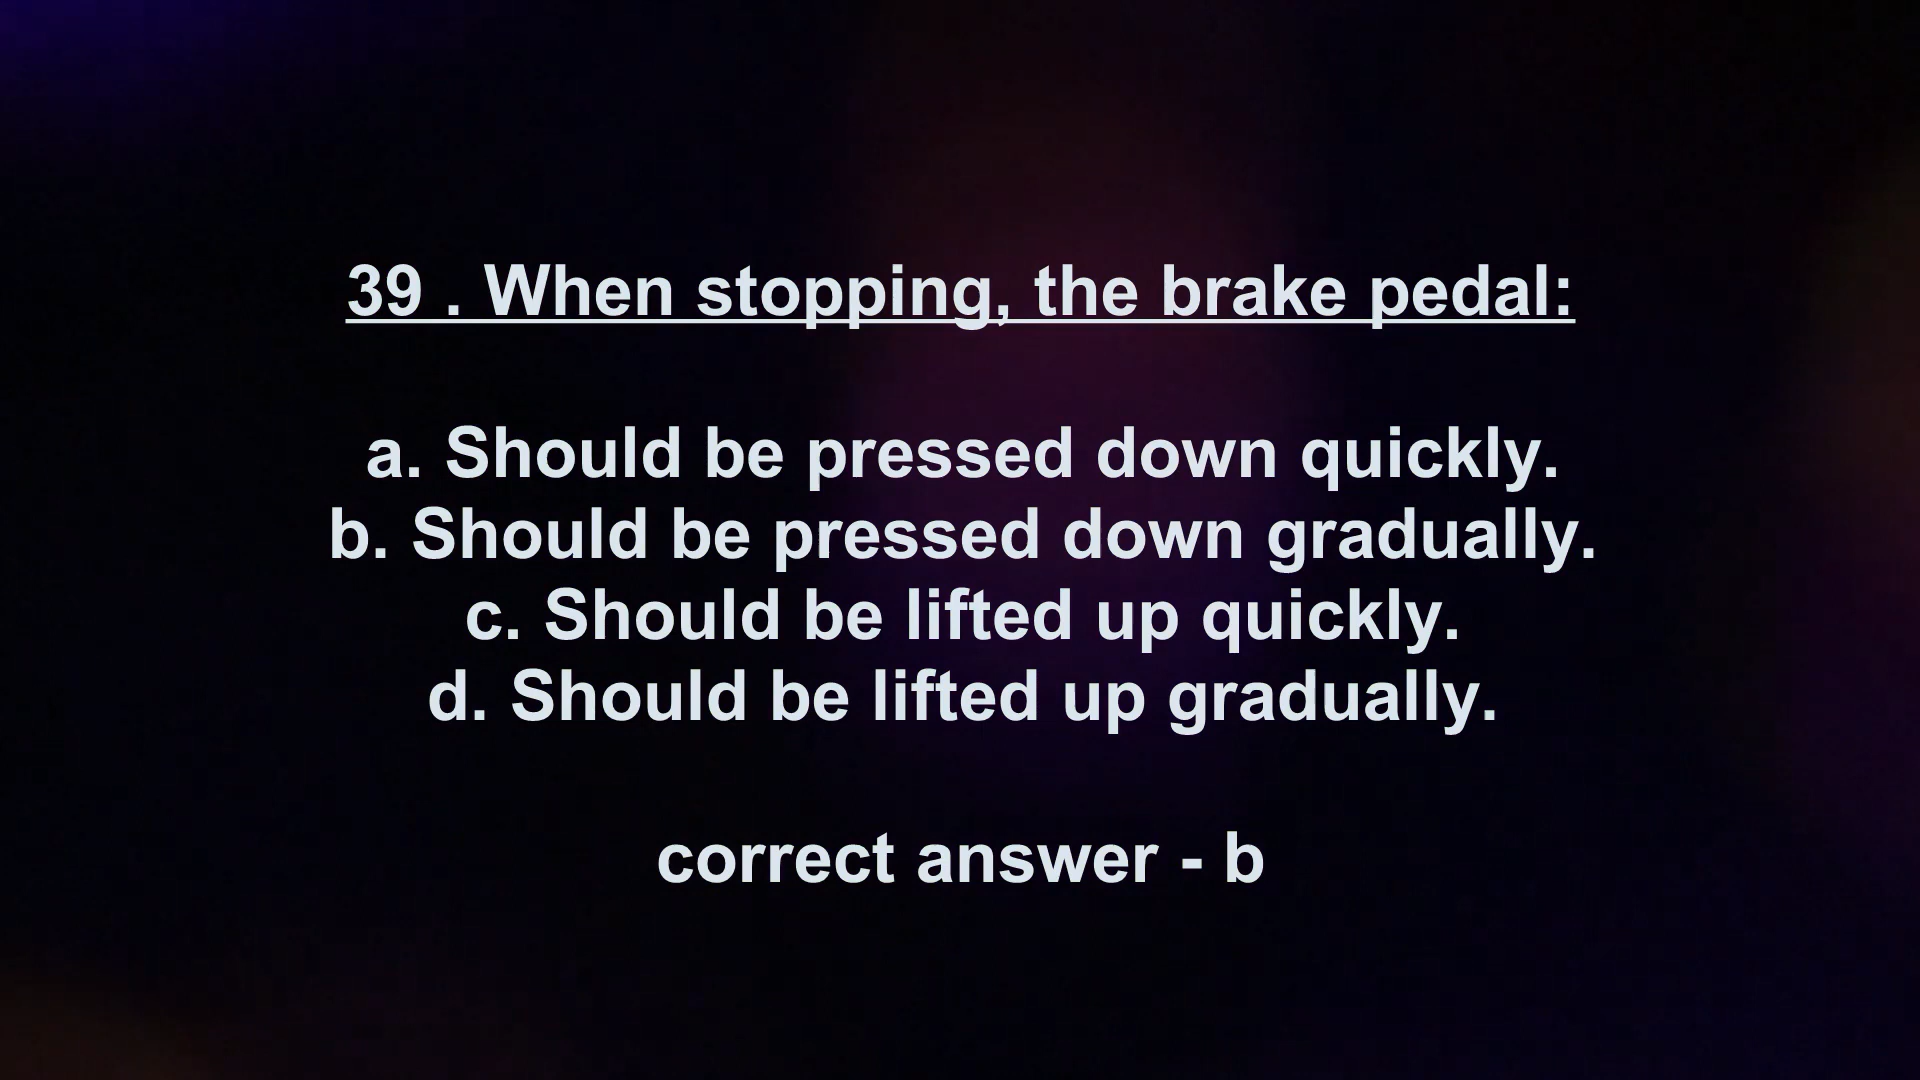 39 . When stopping, the brake pedal:
a. Should be pressed down quickly.
b. Should be pressed down gradually.
c. Should be lifted up quickly.
d. Should be lifted up gradually.
correct answer - b